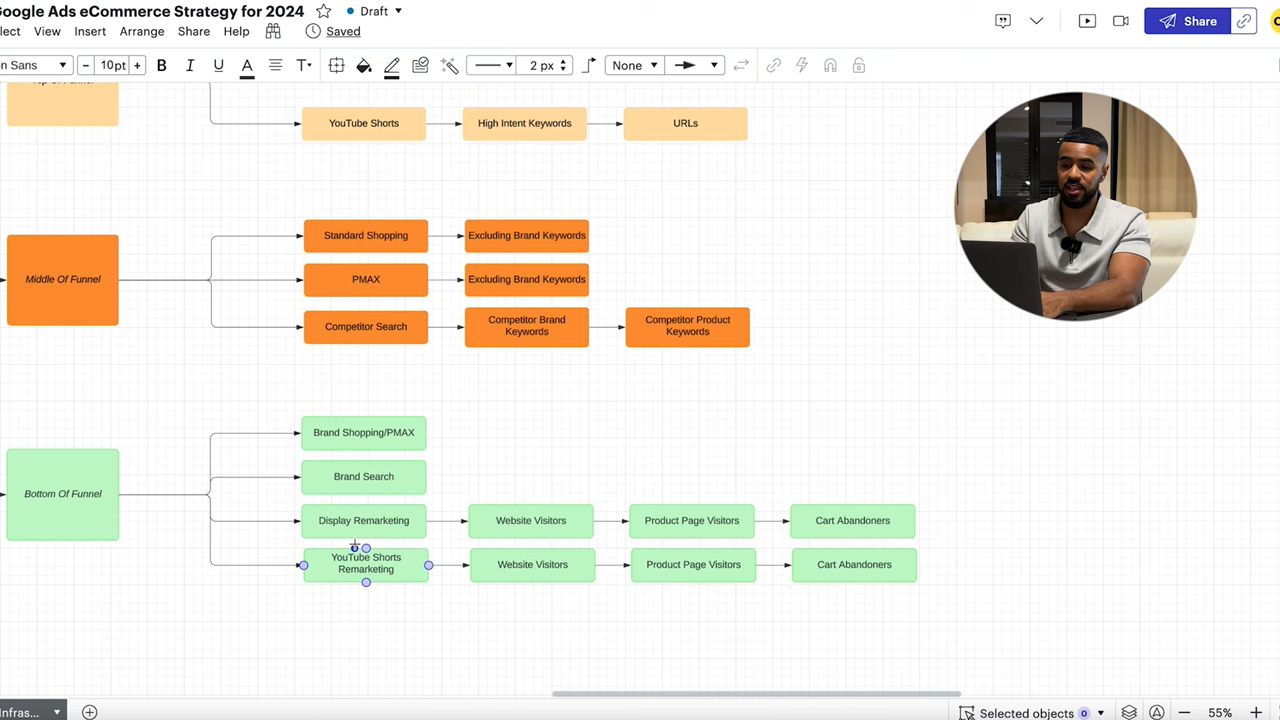 Google Ads eCommerce Strategy for 2024
Draft
View Insert Arrange Share Help Saved
Share
10pt
B I U A T
2 px
None
YouTube Shorts
High Intent Keywords
URLs
Middle Of Funnel
Standard Shopping
Excluding Brand Keywords
PMAX
Excluding Brand Keywords
Competitor Search
Competitor Brand
Keywords
Competitor Product
Keywords
Bottom Of Funnel
Brand Shopping/PMAX
Brand Search
Display Remarketing
Website Visitors
Product Page Visitors
Cart Abandoners
YouTube Shorts
Remarketing
Website Visitors
Product Page Visitors
Cart Abandoners
Selected objects 0
55%